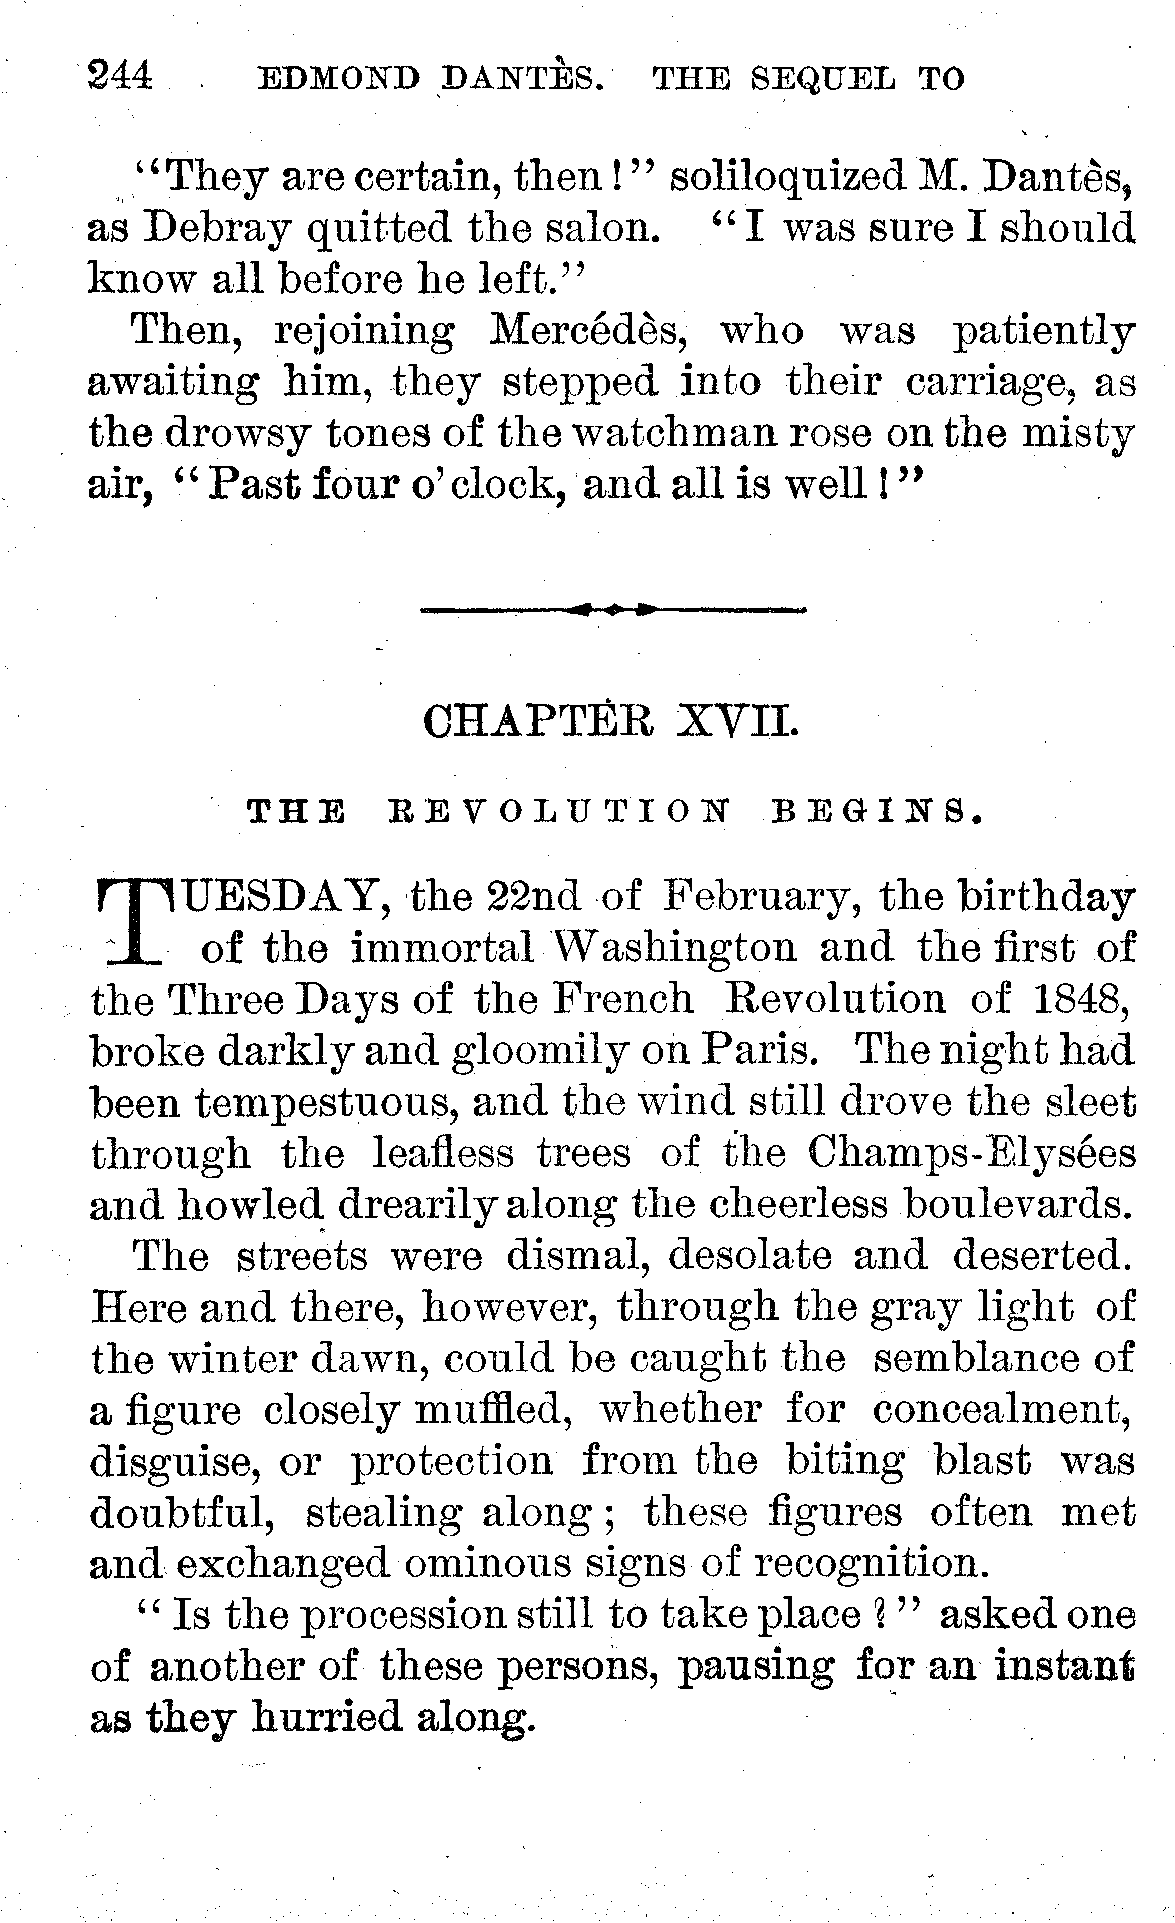 244 EDMOND DANTÈS. THE SEQUEL TO
"They are certain, then!" soliloquized M. Dantès,
as Debray quitted the salon. "I was sure I should
know all before he left."
Then, rejoining Mercédès, who was patiently
awaiting him, they stepped into their carriage, as
the drowsy tones of the watchman rose on the misty
air, "Past four o'clock, and all is well!"
CHAPTER XVII.
THE REVOLUTION BEGINS.
TUESDAY, the 22nd of February, the birthday
of the immortal Washington and the first of
the Three Days of the French Revolution of 1848,
broke darkly and gloomily on Paris. The night had
been tempestuous, and the wind still drove the sleet
through the leafless trees of the Champs-Elysées
and howled drearily along the cheerless boulevards.
The streets were dismal, desolate and deserted.
Here and there, however, through the gray light of
the winter dawn, could be caught the semblance of
a figure closely muffled, whether for concealment,
disguise, or protection from the biting blast was
doubtful, stealing along; these figures often met
and exchanged ominous signs of recognition.
"Is the procession still to take place?" asked one
of another of these persons, pausing for an instant
as they hurried along.